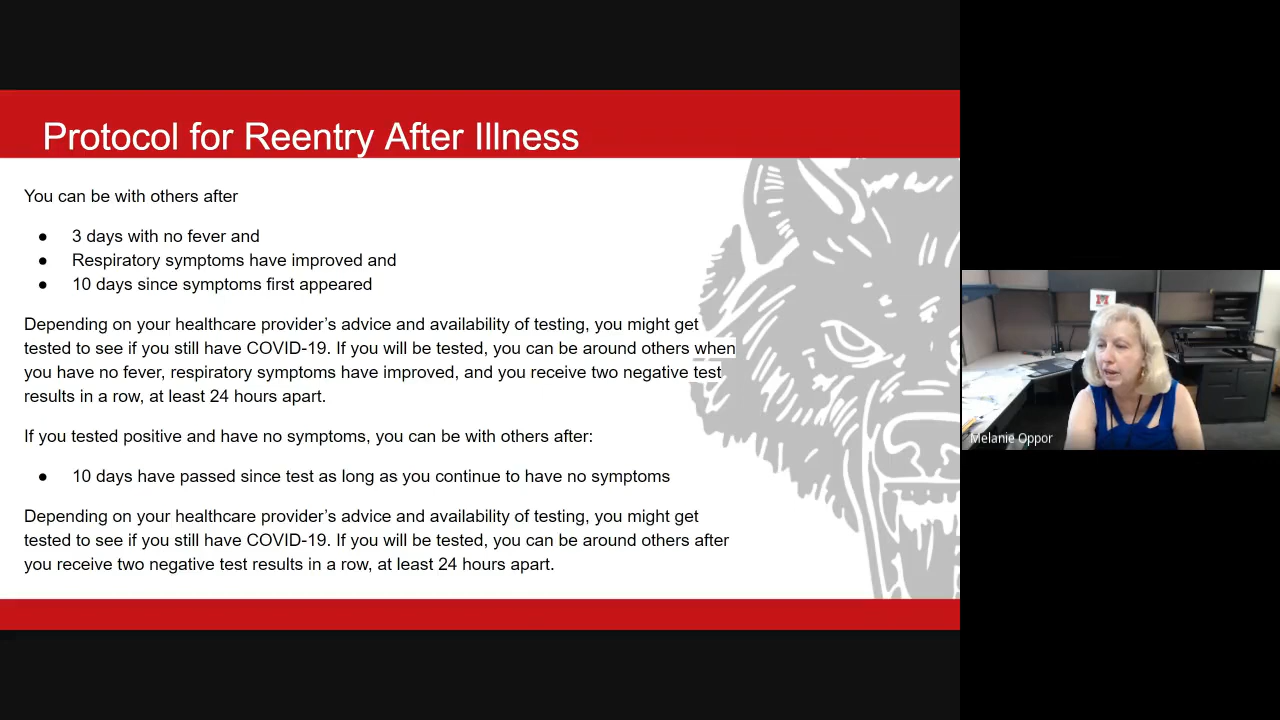 Protocol for Reentry After Illness
You can be with others after
● 3 days with no fever and
● Respiratory symptoms have improved and
● 10 days since symptoms first appeared
Depending on your healthcare provider’s advice and availability of testing, you might get
tested to see if you still have COVID-19. If you will be tested, you can be around others when
you have no fever, respiratory symptoms have improved, and you receive two negative test
results in a row, at least 24 hours apart.
If you tested positive and have no symptoms, you can be with others after:
● 10 days have passed since test as long as you continue to have no symptoms
Depending on your healthcare provider’s advice and availability of testing, you might get
tested to see if you still have COVID-19. If you will be tested, you can be around others after
you receive two negative test results in a row, at least 24 hours apart.
Melanie Oppor